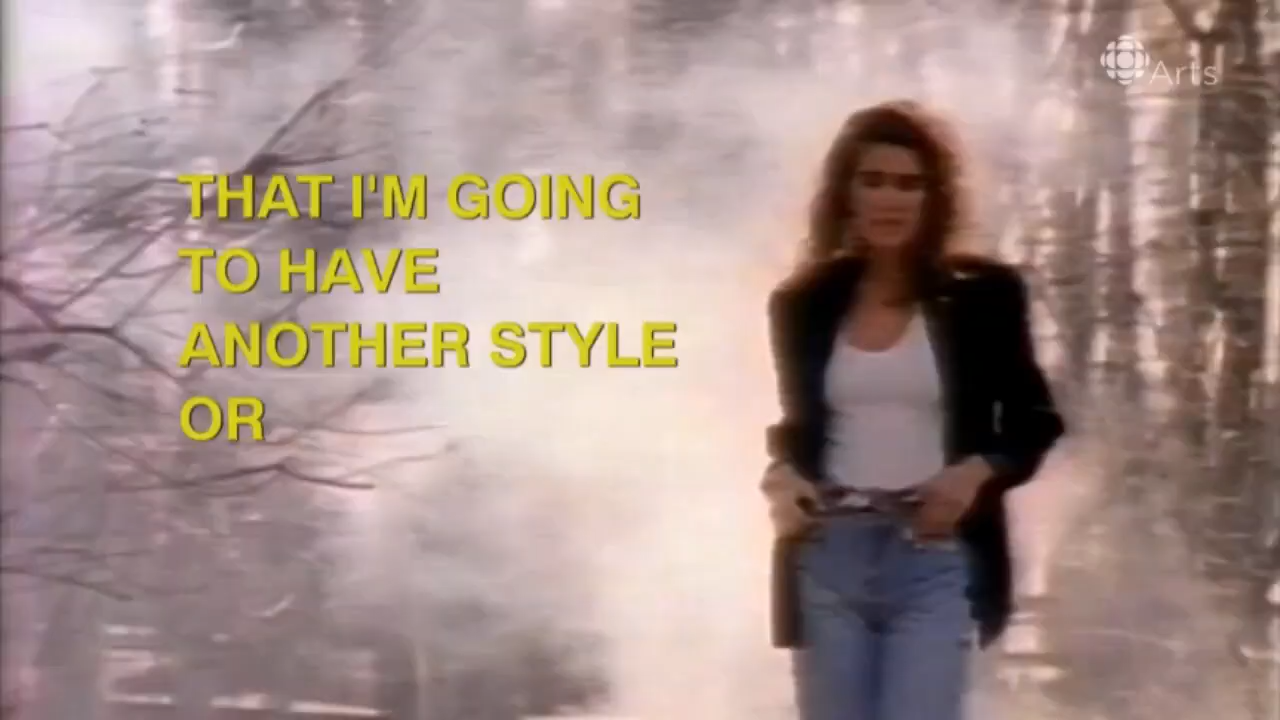 Arts
THAT I'M GOING
TO HAVE
ANOTHER STYLE
OR